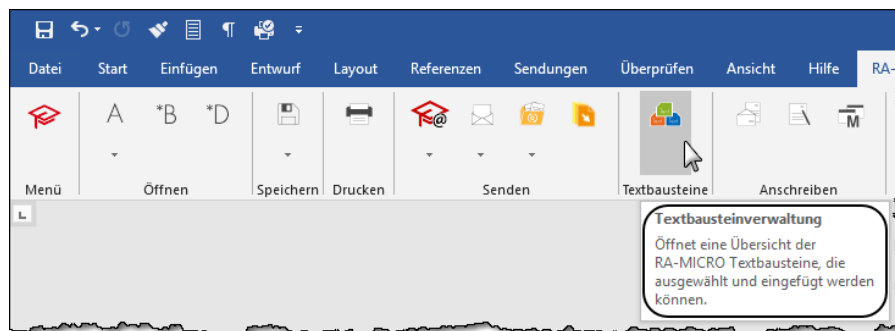 Datei Start Einfügen Entwurf Layout Referenzen Sendungen Überprüfen Ansicht Hilfe RA-
A *B *D @ M
Menü Öffnen Speichern Drucken Senden Textbausteine Anschreiben
L
Textbausteinverwaltung
Öffnet eine Übersicht der
RA-MICRO Textbausteine, die
ausgewählt und eingefügt werden
können.